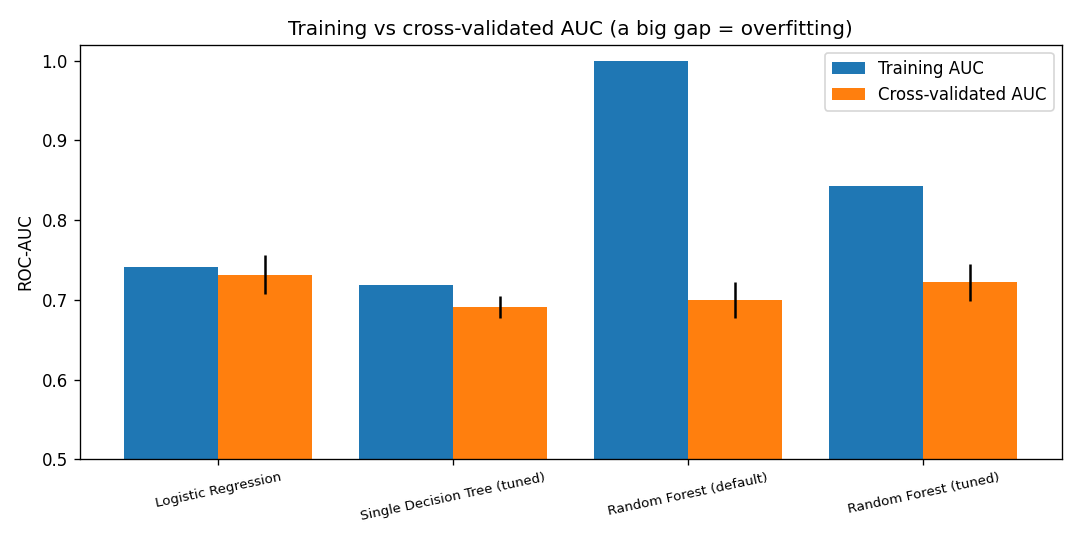 Training vs cross-validated AUC (a big gap = overfitting)
Training AUC
Cross-validated AUC
ROC-AUC
1.0
0.9
0.8
0.7
0.6
0.5
Logistic Regression
Single Decision Tree (tuned)
Random Forest (default)
Random Forest (tuned)